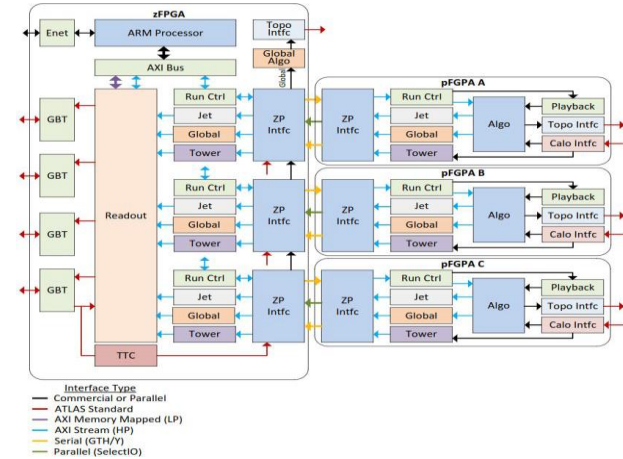 zFPGA
Enet
ARM Processor
Topo
Intfc
AXI Bus
Global
Algo
Global
GBT
GBT
GBT
GBT
Readout
TTC
Run Ctrl
Jet
Global
Tower
ZP
Intfc
Run Ctrl
Jet
Global
Tower
ZP
Intfc
Run Ctrl
Jet
Global
Tower
ZP
Intfc
pFGPA A
ZP
Intfc
Run Ctrl
Jet
Global
Tower
Algo
Playback
Topo Intfc
Calo Intfc
pFGPA B
ZP
Intfc
Run Ctrl
Jet
Global
Tower
Algo
Playback
Topo Intfc
Calo Intfc
pFGPA C
ZP
Intfc
Run Ctrl
Jet
Global
Tower
Algo
Playback
Topo Intfc
Calo Intfc
Interface Type
Commercial or Parallel
ATLAS Standard
AXI Memory Mapped (LP)
AXI Stream (HP)
Serial (GTH/Y)
Parallel (SelectIO)